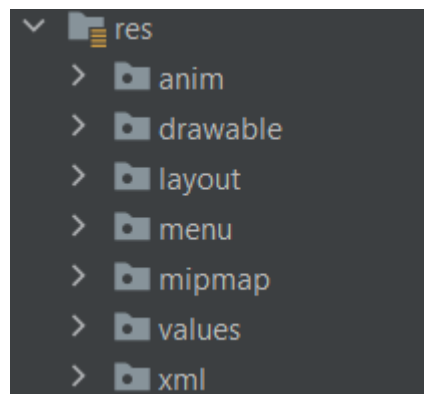 res
anim
drawable
layout
menu
mipmap
values
xml